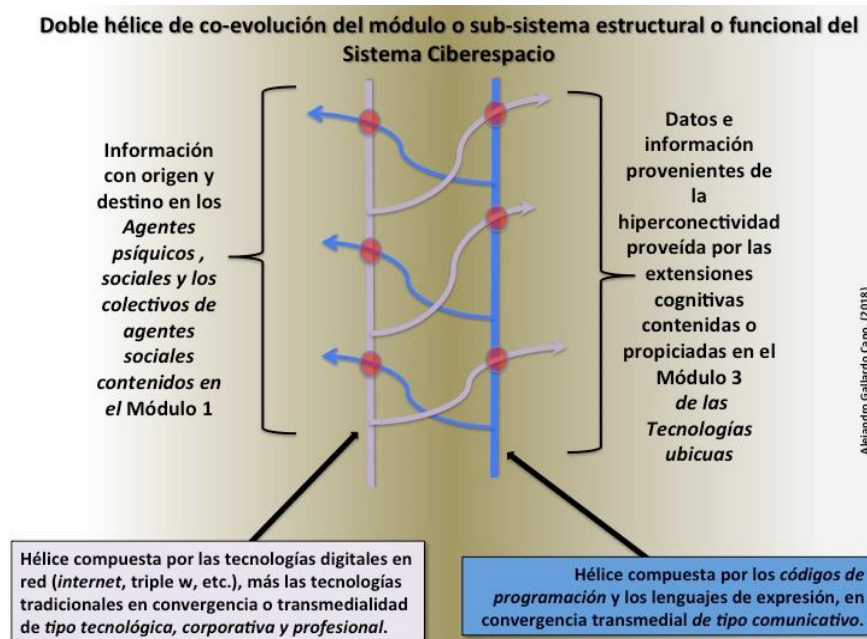 Doble hélice de co-evolución del módulo o sub-sistema estructural o funcional del
Sistema Ciberespacio
Información
con origen y
destino en los
Agentes
psíquicos ,
sociales y los
colectivos de
agentes
sociales
contenidos en
el Módulo 1
Datos e
información
provenientes de
la
hiperconectividad
proveída por las
extensiones
cognitivas
contenidas o
propiciadas en el
Módulo 3
de las
Tecnologías
ubicuas
Alejandro Gallardo Cano, (2018)
Hélice compuesta por las tecnologías digitales en
red (internet, triple w, etc.), más las tecnologías
tradicionales en convergencia o transmedialidad
de tipo tecnológica, corporativa y profesional.
Hélice compuesta por los códigos de
programación y los lenguajes de expresión, en
convergencia transmedial de tipo comunicativo.